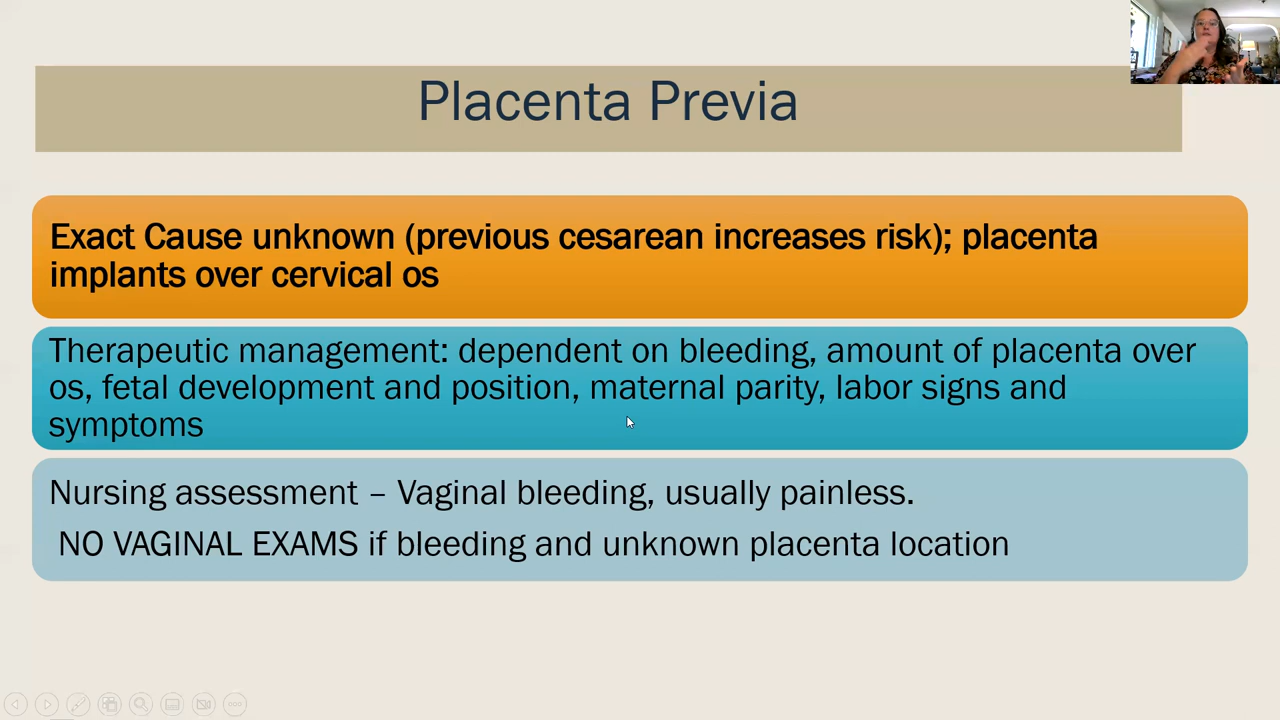 Placenta Previa
Exact Cause unknown (previous cesarean increases risk); placenta
implants over cervical os
Therapeutic management: dependent on bleeding, amount of placenta over
os, fetal development and position, maternal parity, labor signs and
symptoms
Nursing assessment – Vaginal bleeding, usually painless.
NO VAGINAL EXAMS if bleeding and unknown placenta location